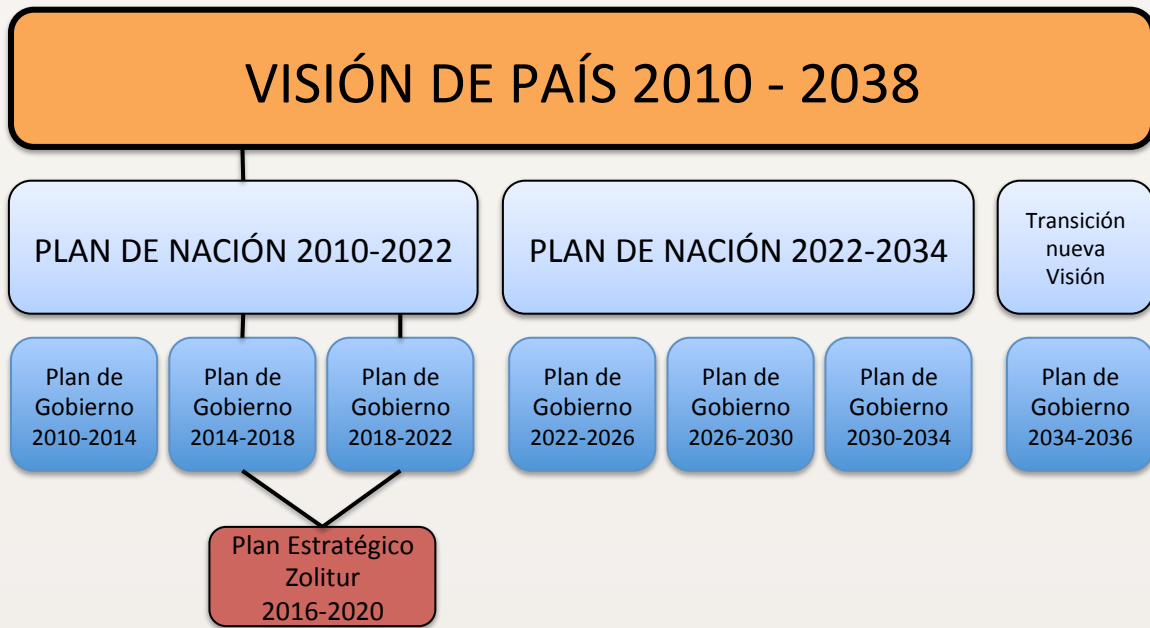 VISIÓN DE PAÍS 2010 - 2038
PLAN DE NACIÓN 2010-2022
PLAN DE NACIÓN 2022-2034
Transición
nueva
Visión
Plan de
Gobierno
2010-2014
Plan de
Gobierno
2014-2018
Plan de
Gobierno
2018-2022
Plan de
Gobierno
2022-2026
Plan de
Gobierno
2026-2030
Plan de
Gobierno
2030-2034
Plan de
Gobierno
2034-2036
Plan Estratégico
Zolitur
2016-2020